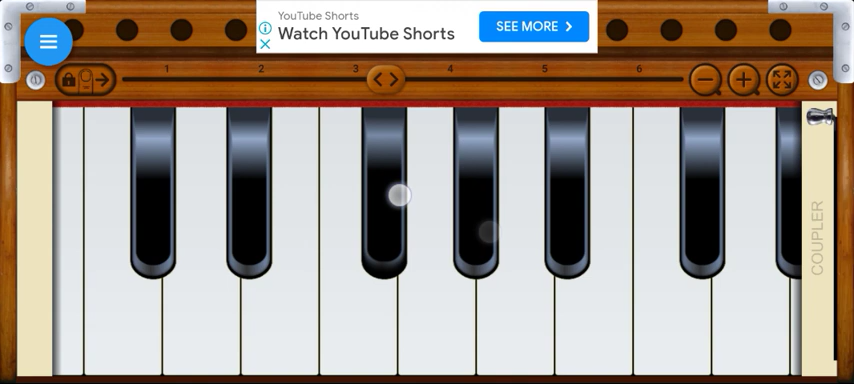 YouTube Shorts
Watch YouTube Shorts
SEE MORE
1 2 3 4 5 6
COUPLER